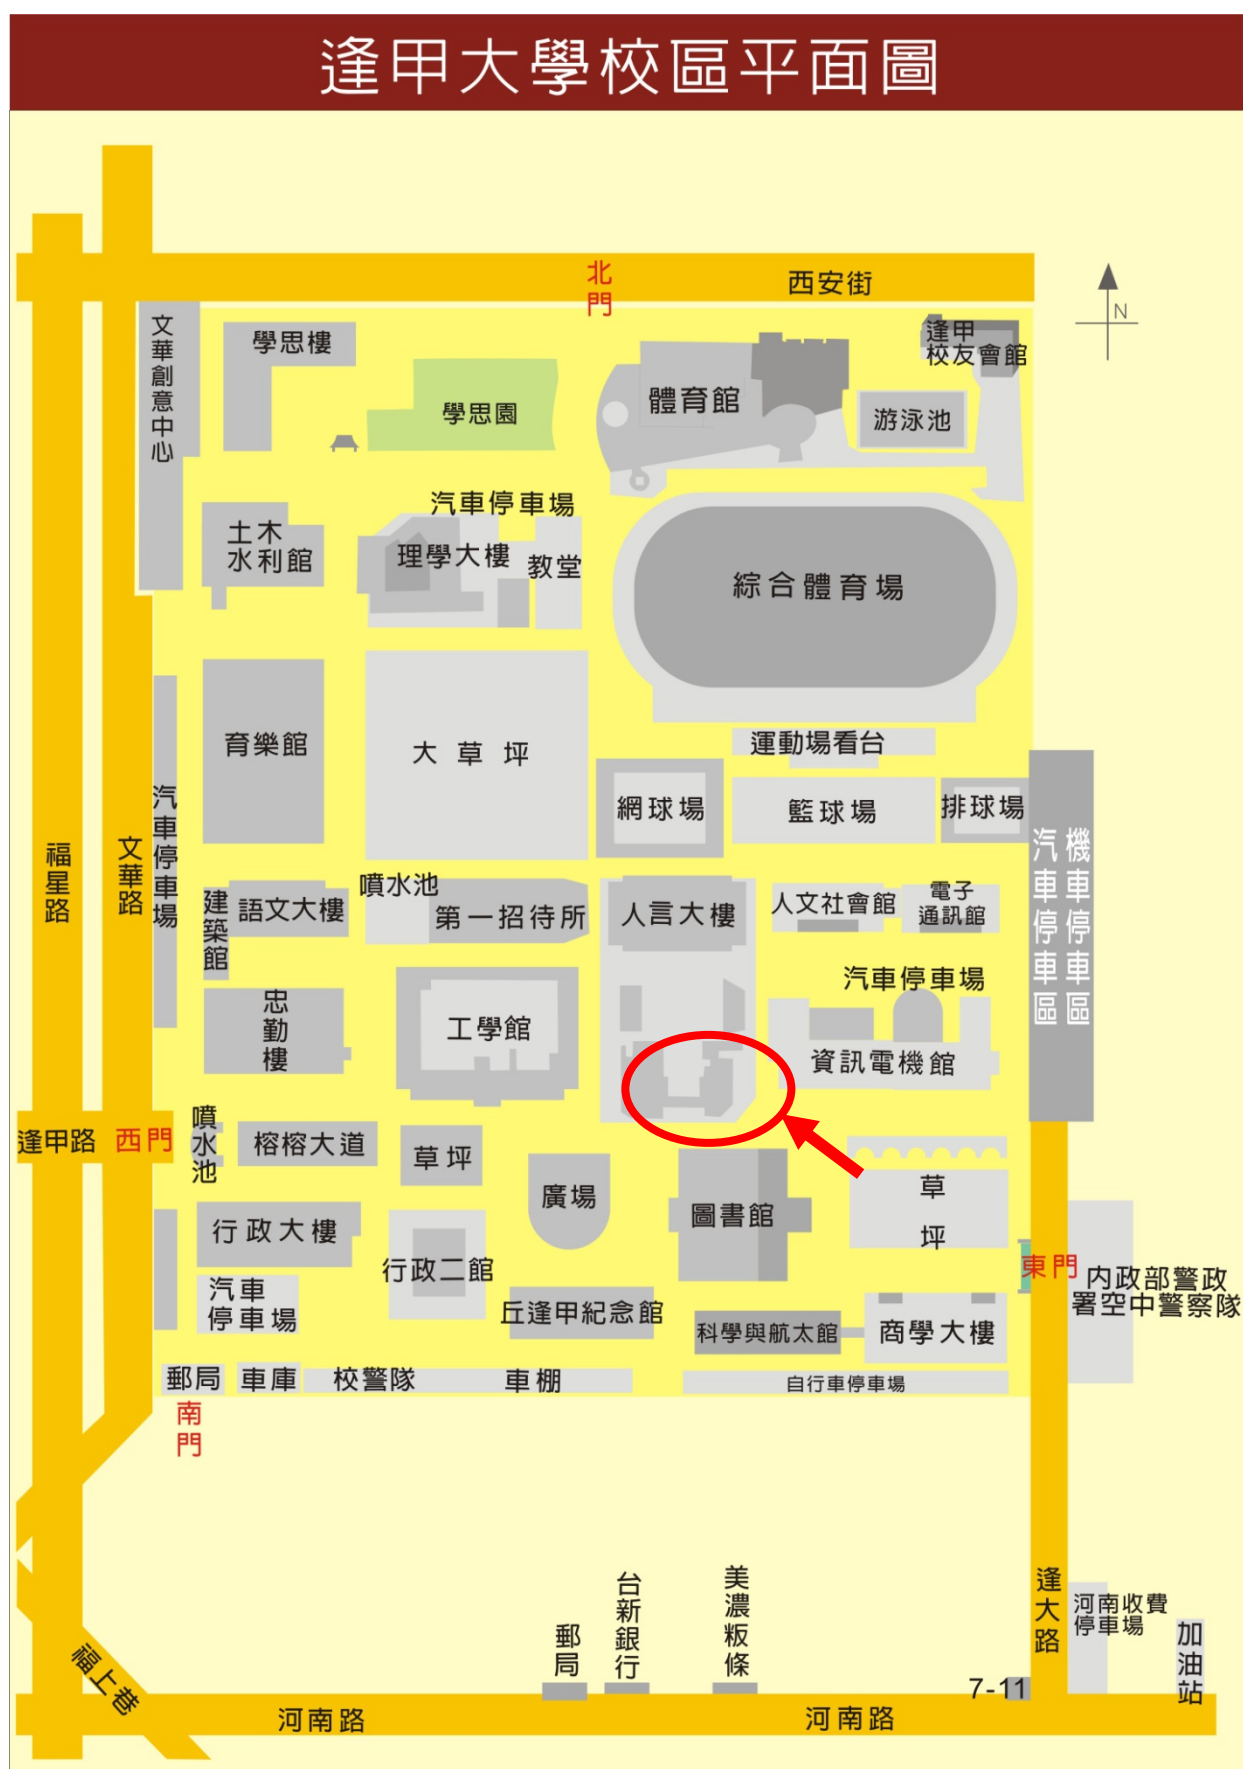 逢甲大學校區平面圖
北門
西安街
N
文華創意中心
學思樓
學思園
體育館
逢甲
校友會館
游泳池
汽車停車場
土木
水利館
理學大樓
教堂
綜合體育場
育樂館
大草坪
運動場看台
網球場
籃球場
排球場
福星路
文華路
汽車停車場
汽車停車區
機車停車區
建築館
語文大樓
噴水池
第一招待所
人言大樓
人文社會館
電子
通訊館
汽車停車場
忠勤樓
工學館
資訊電機館
逢甲路
西門
噴水池
榕榕大道
草坪
廣場
圖書館
草坪
行政大樓
行政二館
東門
內政部警政
署空中警察隊
汽車
停車場
丘逢甲紀念館
科學與航太館
商學大樓
郵局
車庫
校警隊
車棚
自行車停車場
南門
福上巷
郵局
台新銀行
美濃粄條
逢大路
河南收費
停車場
加油站
7-11
河南路
河南路